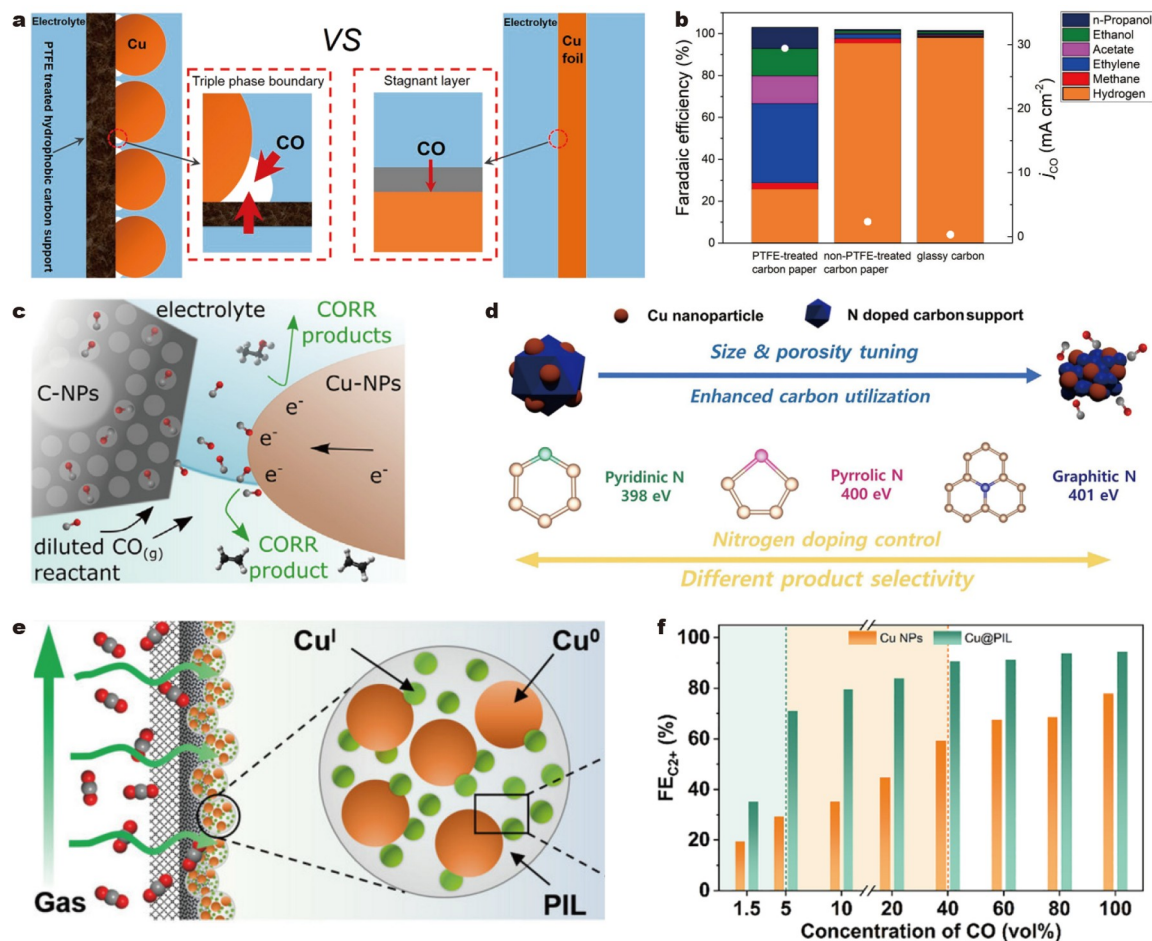 a
Electrolyte
PTFE treated hydrophobic carbon support
Cu
VS
Electrolyte
Cu
foil
Triple phase boundary
CO
Stagnant layer
CO
b
Faradaic efficiency (%)
100
80
60
40
20
0
30
20
10
0
jCO (mA cm−2)
PTFE-treated
carbon paper
non-PTFE-treated
carbon paper
glassy carbon
n-Propanol
Ethanol
Acetate
Ethylene
Methane
Hydrogen
c
electrolyte
CORR
products
C-NPs
Cu-NPs
e-
e-
e-
e-
e-
diluted CO(g)
reactant
CORR
product
d
Cu nanoparticle
N doped carbon support
Size & porosity tuning
Enhanced carbon utilization
Pyridinic N
398 eV
Pyrrolic N
400 eV
Graphitic N
401 eV
Nitrogen doping control
Different product selectivity
e
CuI
Cu0
Gas
PIL
f
Cu NPs
Cu@PIL
FEC2+ (%)
100
80
60
40
20
0
1.5
5
10
20
40
60
80
100
Concentration of CO (vol%)